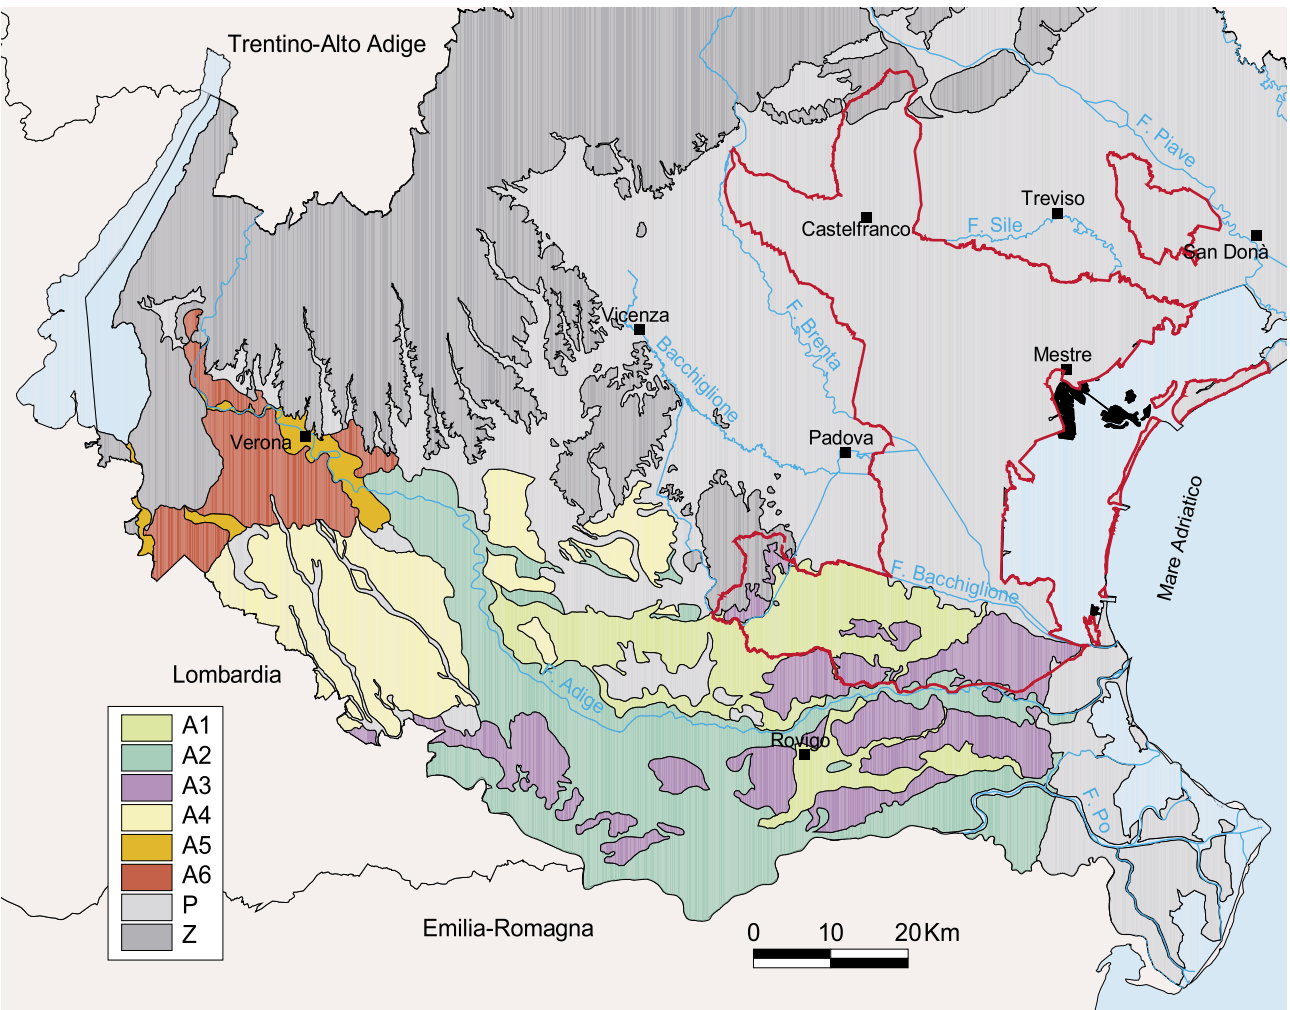 Trentino-Alto Adige
F. Piave
Treviso
F. Sile
Castelfranco
San Donà
Vicenza
F. Brenta
Bacchiglione
Mestre
Verona
Padova
Mare Adriatico
F. Bacchiglione
Lombardia
F. Adige
Rovigo
F. Po
A1
A2
A3
A4
A5
A6
P
Z
Emilia-Romagna
0 10 20 Km